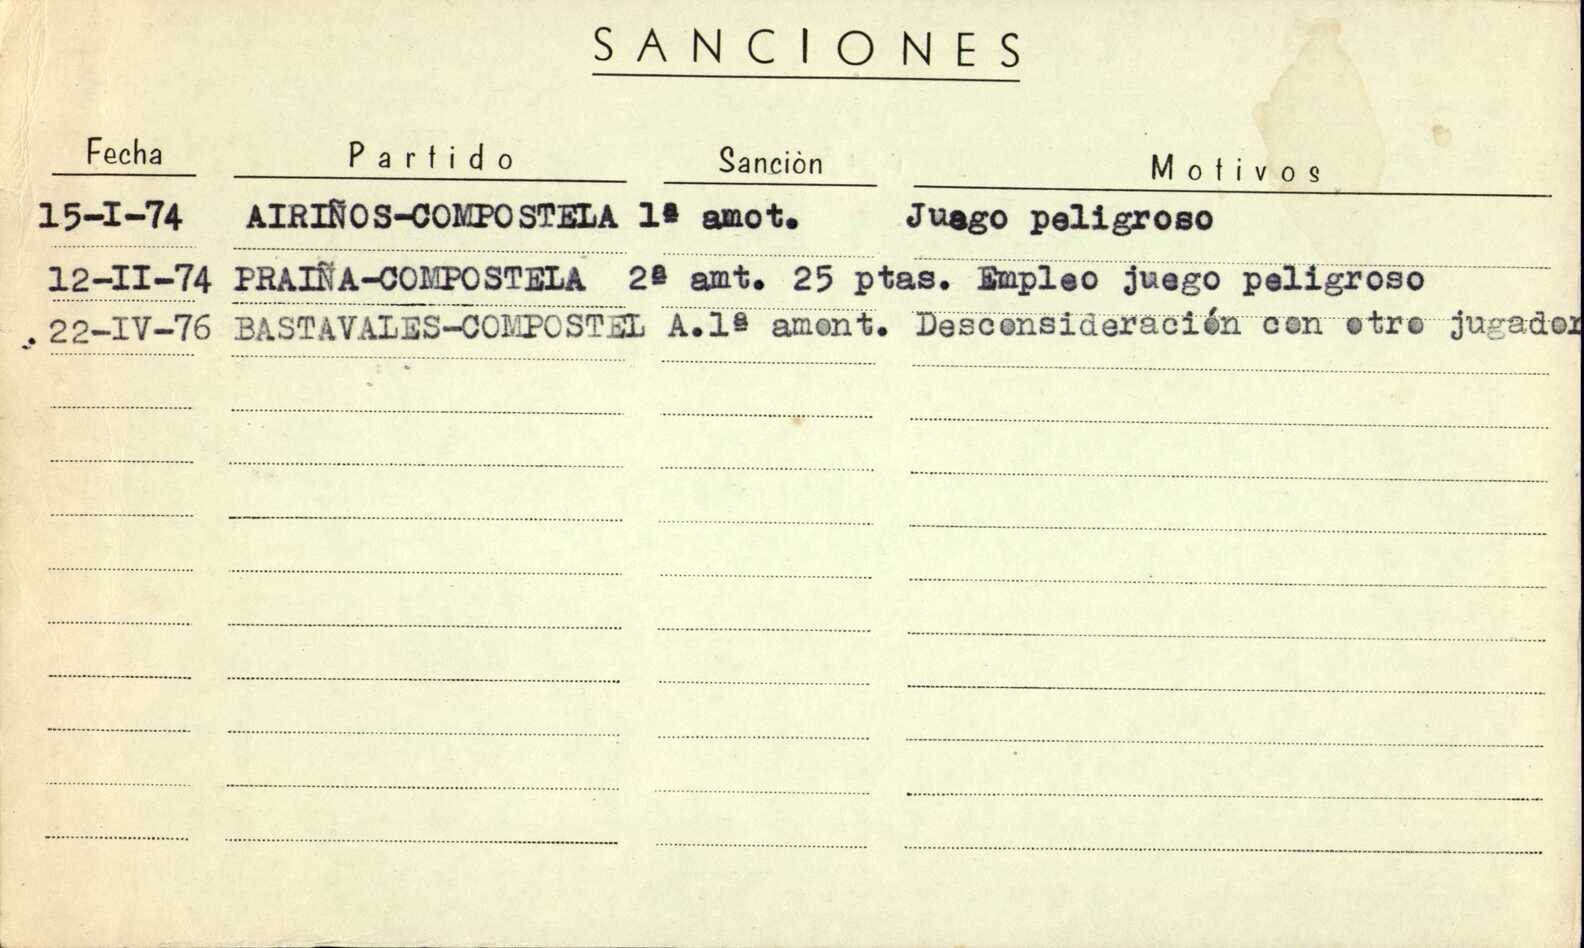 SANCIONES
Fecha Partido Sanciòn Motivos
15-I-74 AIRIÑOS-COMPOSTELA 1ª amot. Juego peligroso
12-II-74 PRAIÑA-COMPOSTELA 2ª amt. 25 ptas. Empleo juego peligroso
22-IV-76 BASTAVALES-COMPOSTEL A.1ª amont. Desconsideración con otro jugador